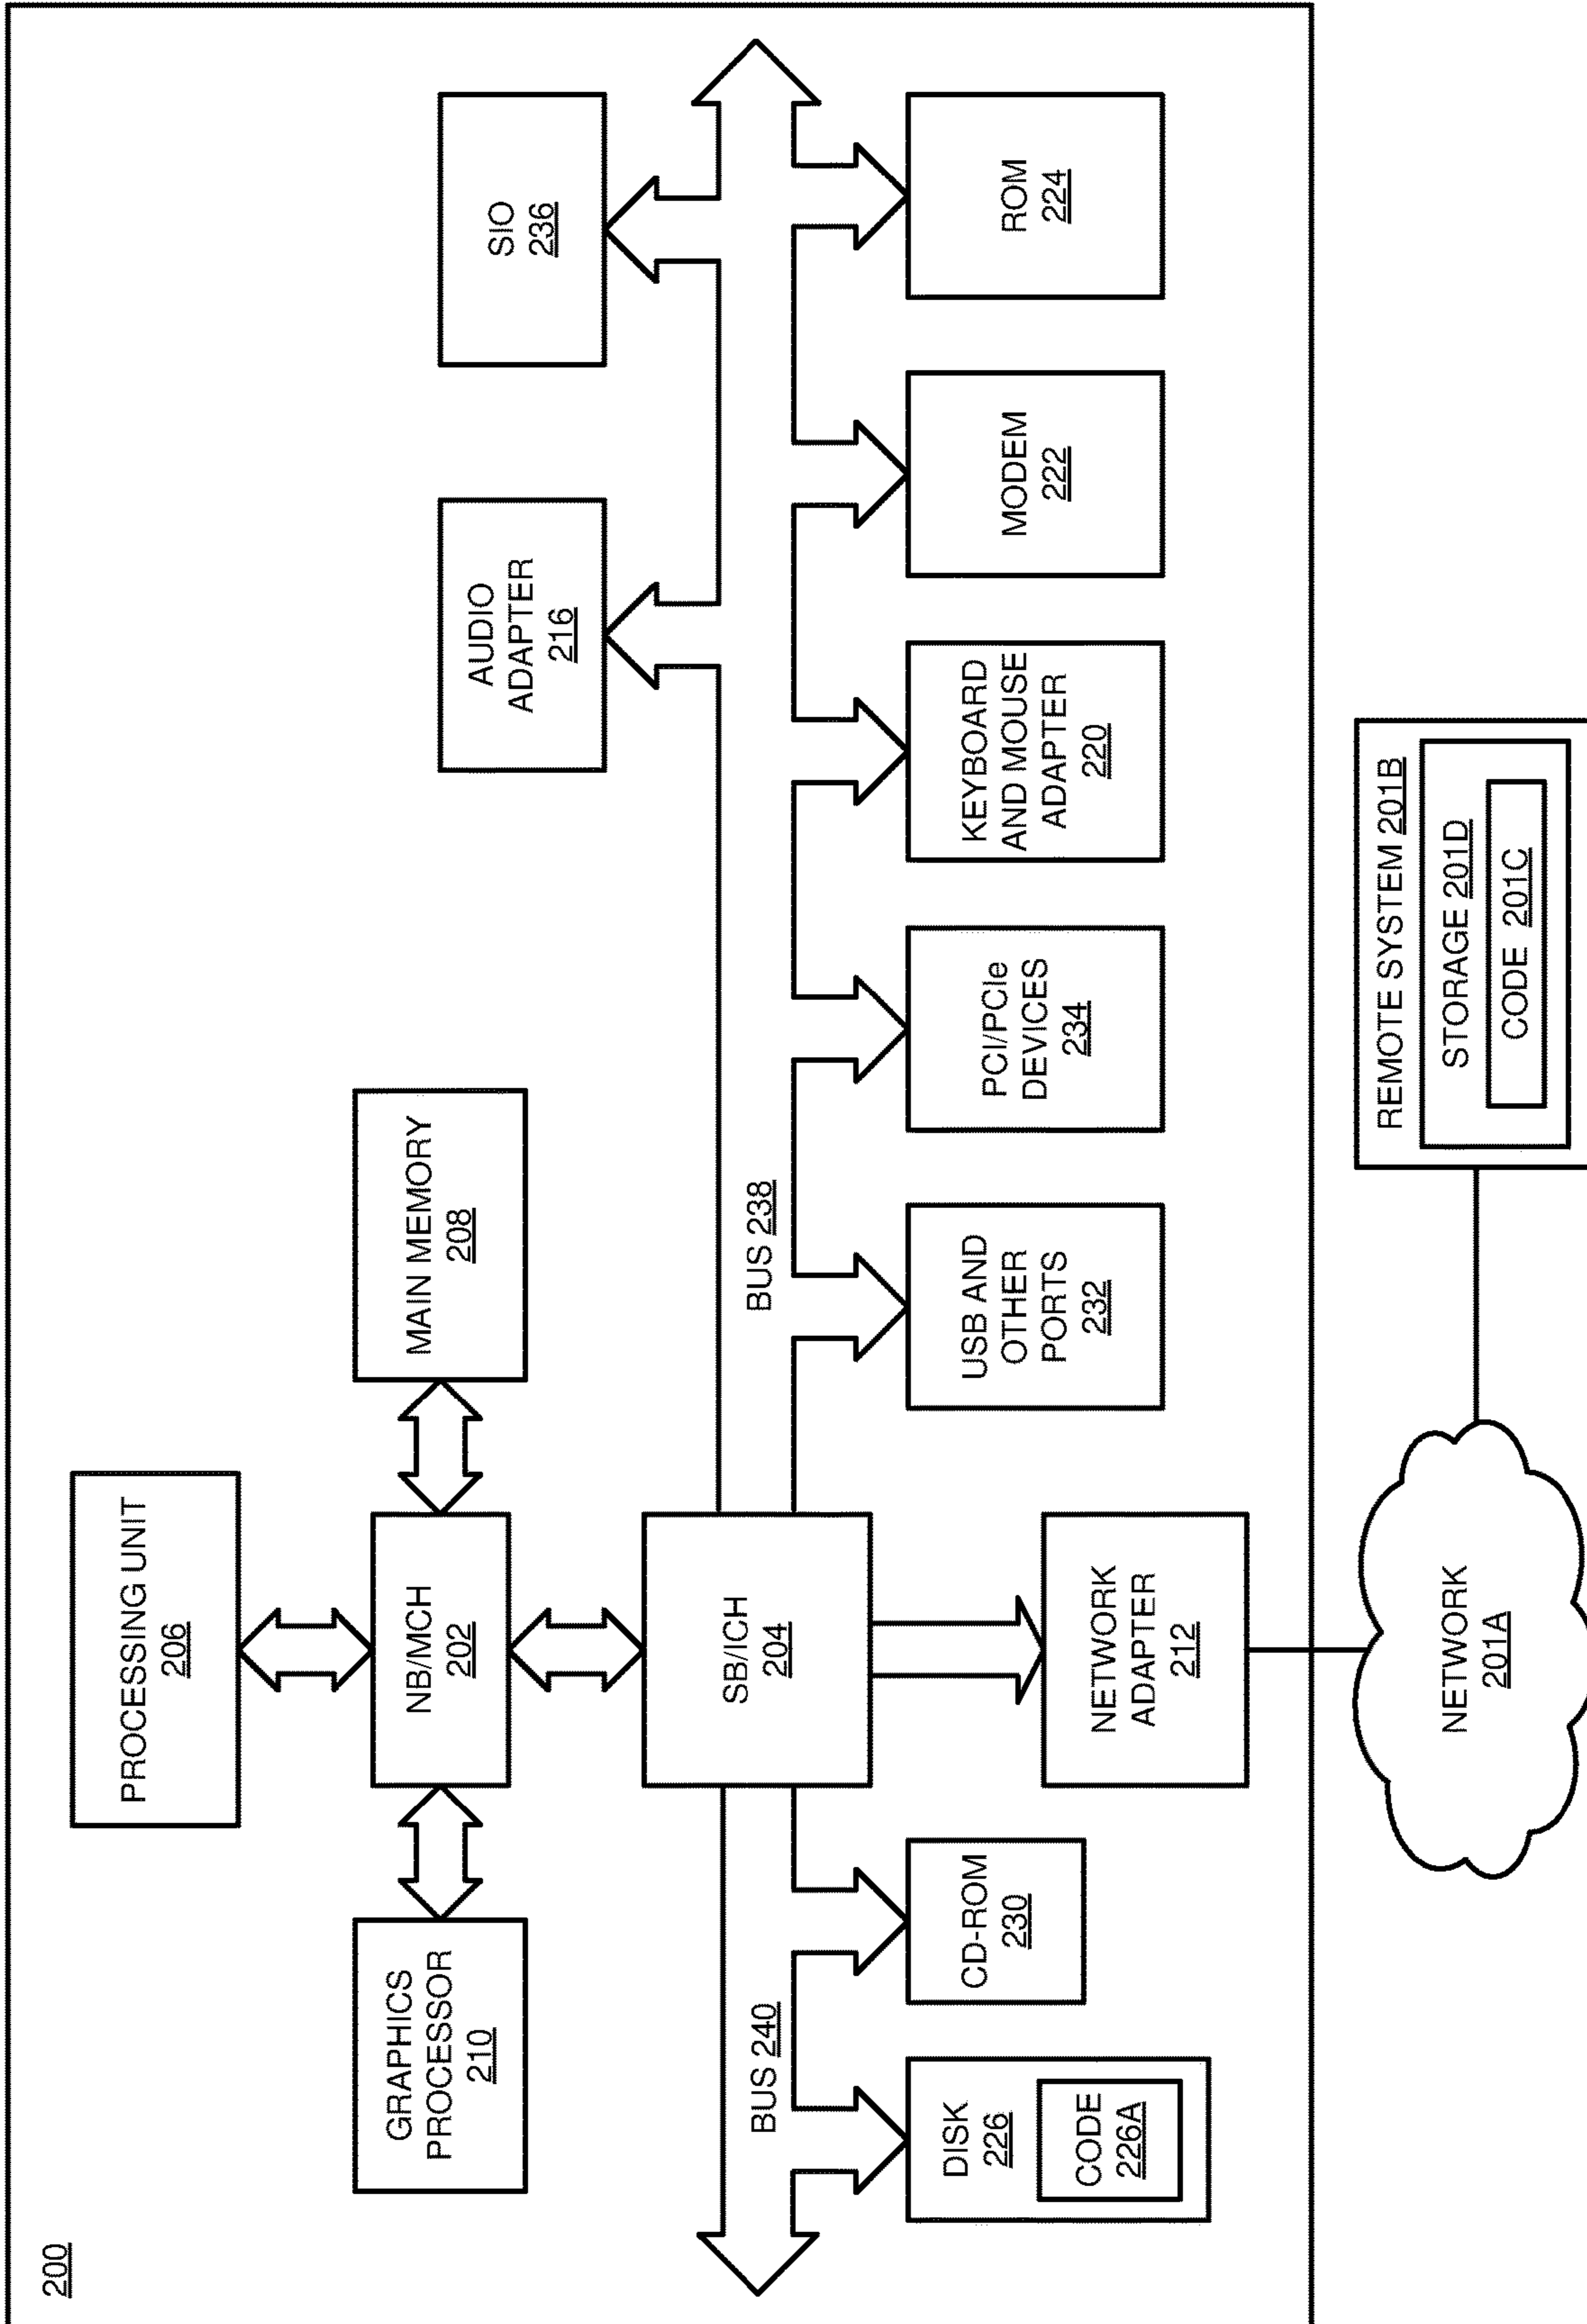 200
PROCESSING UNIT
206
GRAPHICS
PROCESSOR
210
NB/MCH
202
MAIN MEMORY
208
AUDIO
ADAPTER
216
SIO
236
SB/ICH
204
BUS 240
BUS 238
DISK
226
CODE
226A
CD-ROM
230
NETWORK
ADAPTER
212
USB AND
OTHER
PORTS
232
PCI/PCIe
DEVICES
234
KEYBOARD
AND MOUSE
ADAPTER
220
MODEM
222
ROM
224
NETWORK
201A
REMOTE SYSTEM 201B
STORAGE 201D
CODE 201C